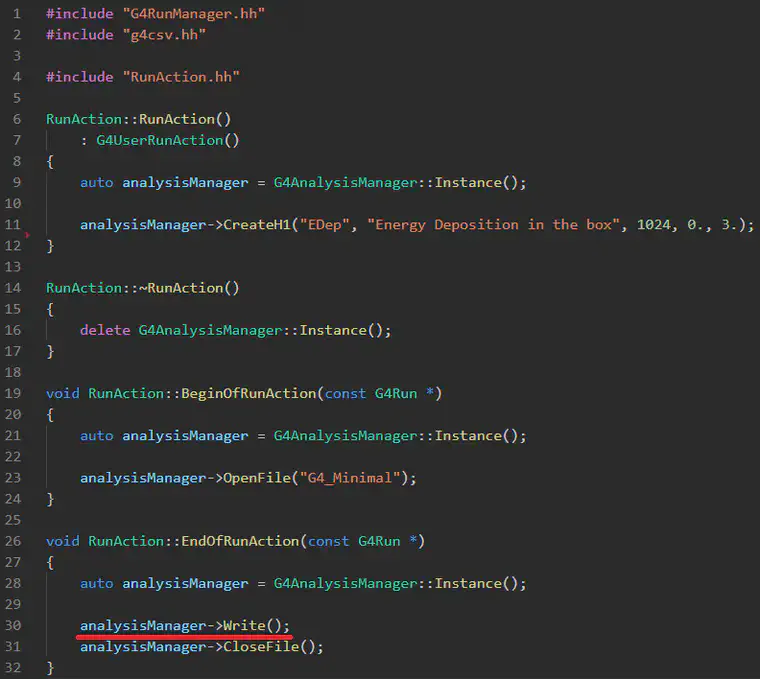 1 #include "G4RunManager.hh"
2 #include "g4csv.hh"
3
4 #include "RunAction.hh"
5
6 RunAction::RunAction()
7 : G4UserRunAction()
8 {
9 auto analysisManager = G4AnalysisManager::Instance();
10
11 analysisManager->CreateH1("EDep", "Energy Deposition in the box", 1024, 0., 3.);
12 }
13
14 RunAction::~RunAction()
15 {
16 delete G4AnalysisManager::Instance();
17 }
18
19 void RunAction::BeginOfRunAction(const G4Run *)
20 {
21 auto analysisManager = G4AnalysisManager::Instance();
22
23 analysisManager->OpenFile("G4_Minimal");
24 }
25
26 void RunAction::EndOfRunAction(const G4Run *)
27 {
28 auto analysisManager = G4AnalysisManager::Instance();
29
30 analysisManager->Write();
31 analysisManager->CloseFile();
32 }